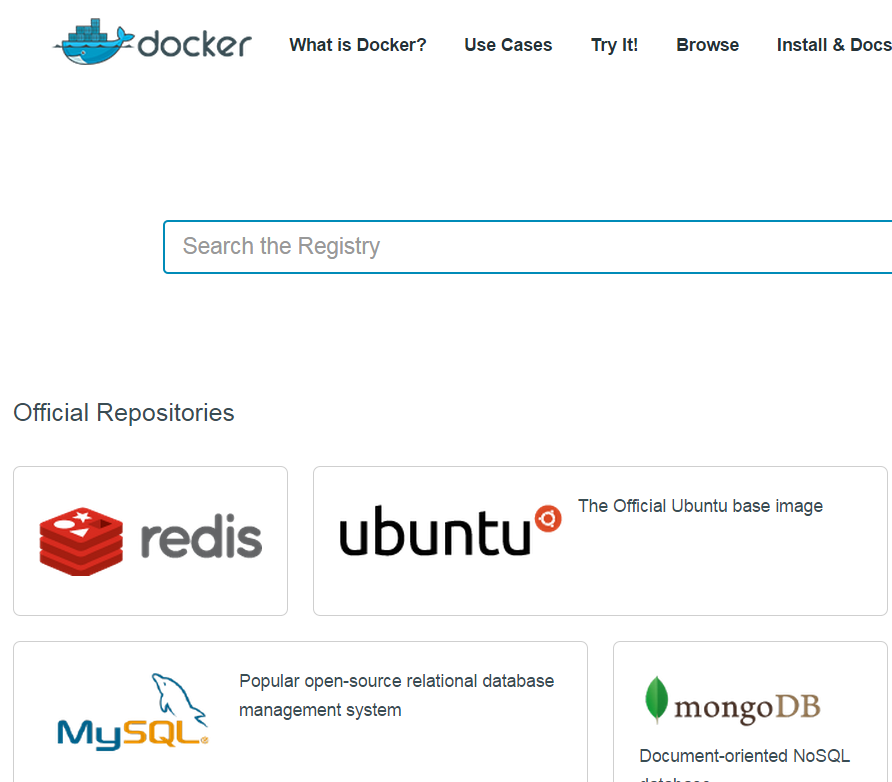 docker What is Docker? Use Cases Try It! Browse Install & Docs
Search the Registry
Official Repositories
redis
ubuntu
The Official Ubuntu base image
MySQL
Popular open-source relational database
management system
mongoDB
Document-oriented NoSQL
database